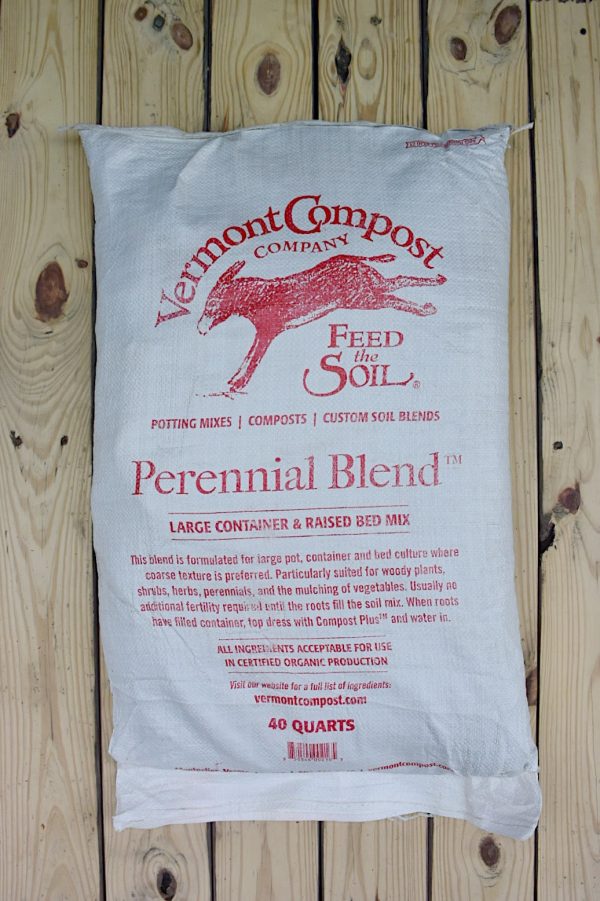 Vermont Compost
COMPANY
FEED
the
SOIL®
POTTING MIXES | COMPOSTS | CUSTOM SOIL BLENDS
Perennial Blend™
LARGE CONTAINER & RAISED BED MIX
This blend is formulated for large pot, container and bed culture where
coarse texture is preferred. Particularly suited for woody plants,
shrubs, herbs, perennials, and the mulching of vegetables. Usually no
additional fertility required until the roots fill the soil mix. When roots
have filled container, top dress with Compost Plus™ and water in.
ALL INGREDIENTS ACCEPTABLE FOR USE
IN CERTIFIED ORGANIC PRODUCTION
Visit our website for a full list of ingredients:
vermontcompost.com
40 QUARTS
vermontcompost.com